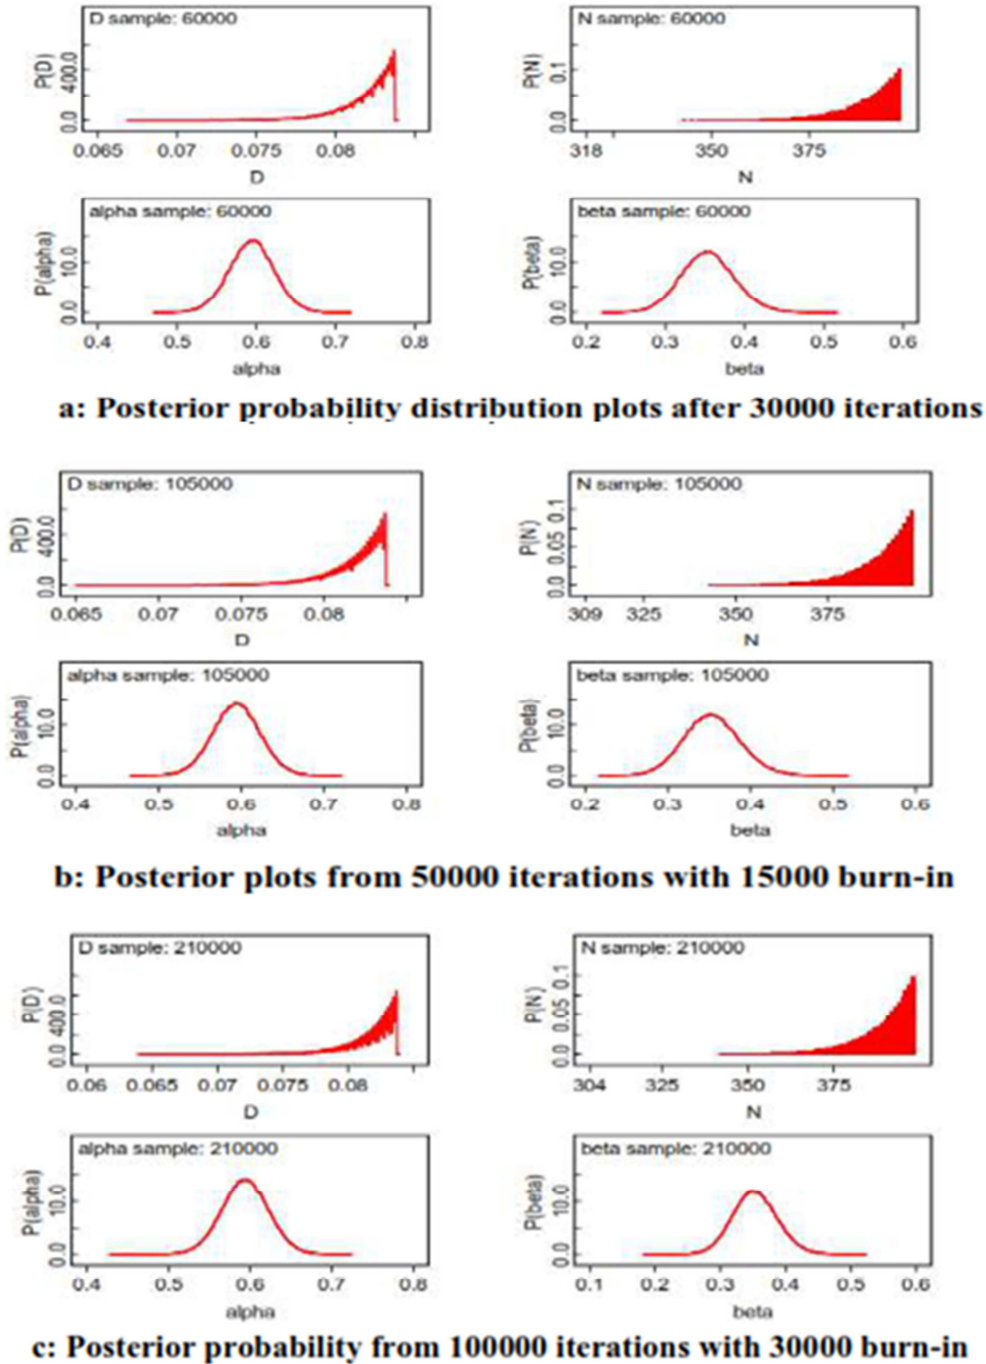 D sample: 60000
P(D)
0.0 400.0
0.065 0.07 0.075 0.08
D
N sample: 60000
P(N)
0.0 0.1
318 350 375
N
alpha sample: 60000
P(alpha)
0.0 10.0
0.4 0.5 0.6 0.7 0.8
alpha
beta sample: 60000
P(beta)
0.0 10.0
0.2 0.3 0.4 0.5 0.6
beta
a: Posterior probability distribution plots after 30000 iterations
D sample: 105000
P(D)
0.0 400.0
0.065 0.07 0.075 0.08
D
N sample: 105000
P(N)
0.0 0.05 0.1
309 325 350 375
N
alpha sample: 105000
P(alpha)
0.0 10.0
0.4 0.5 0.6 0.7 0.8
alpha
beta sample: 105000
P(beta)
0.0 10.0
0.2 0.3 0.4 0.5 0.6
beta
b: Posterior plots from 50000 iterations with 15000 burn-in
D sample: 210000
P(D)
0.0 400.0
0.06 0.065 0.07 0.075 0.08
D
N sample: 210000
P(N)
0.0 0.05 0.1
304 325 350 375
N
alpha sample: 210000
P(alpha)
0.0 10.0
0.4 0.5 0.6 0.7 0.8
alpha
beta sample: 210000
P(beta)
0.0 10.0
0.1 0.2 0.3 0.4 0.5 0.6
beta
c: Posterior probability from 100000 iterations with 30000 burn-in